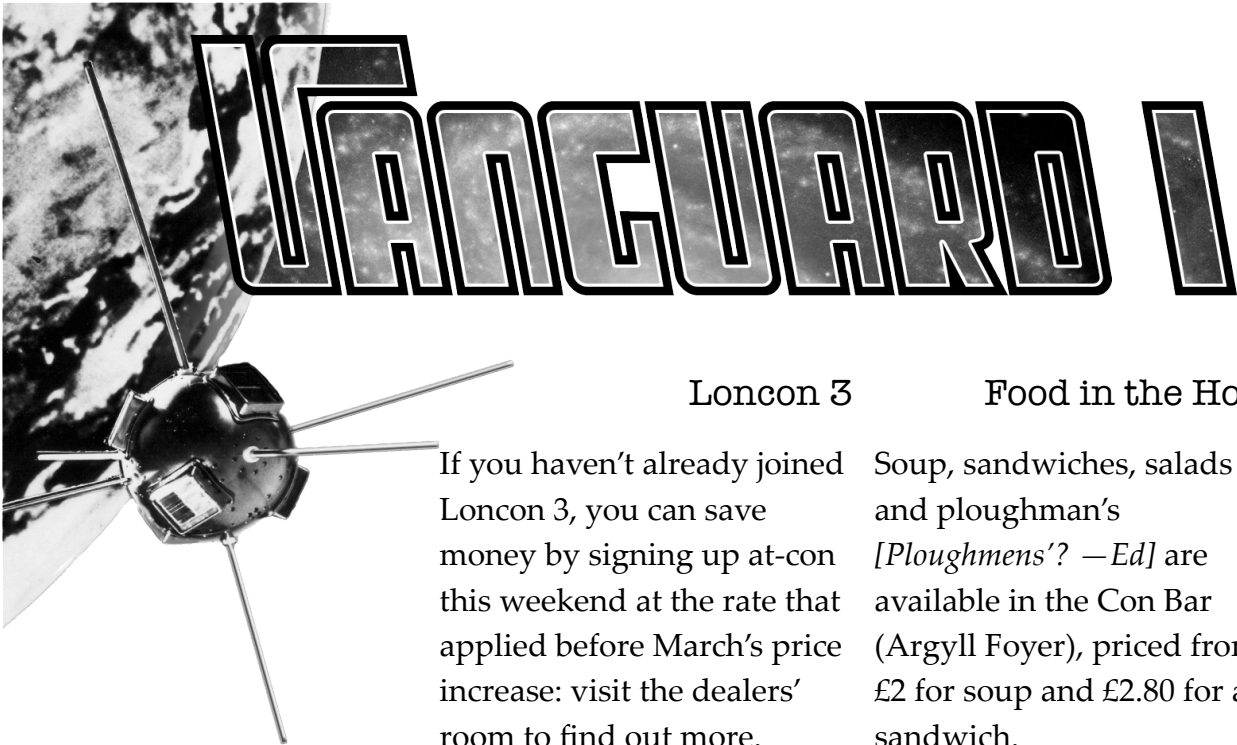 VANGUARD 1
Loncon 3
If you haven’t already joined
Loncon 3, you can save
money by signing up at-con
this weekend at the rate that
applied before March’s price
increase: visit the dealers’
room to find out more.
Food in the
Soup, sandwiches, salads
and ploughman’s
[Ploughmens’? —Ed] are
available in the Con Bar
(Argyll Foyer), priced
£2 for soup and £2.80 for
sandwich.